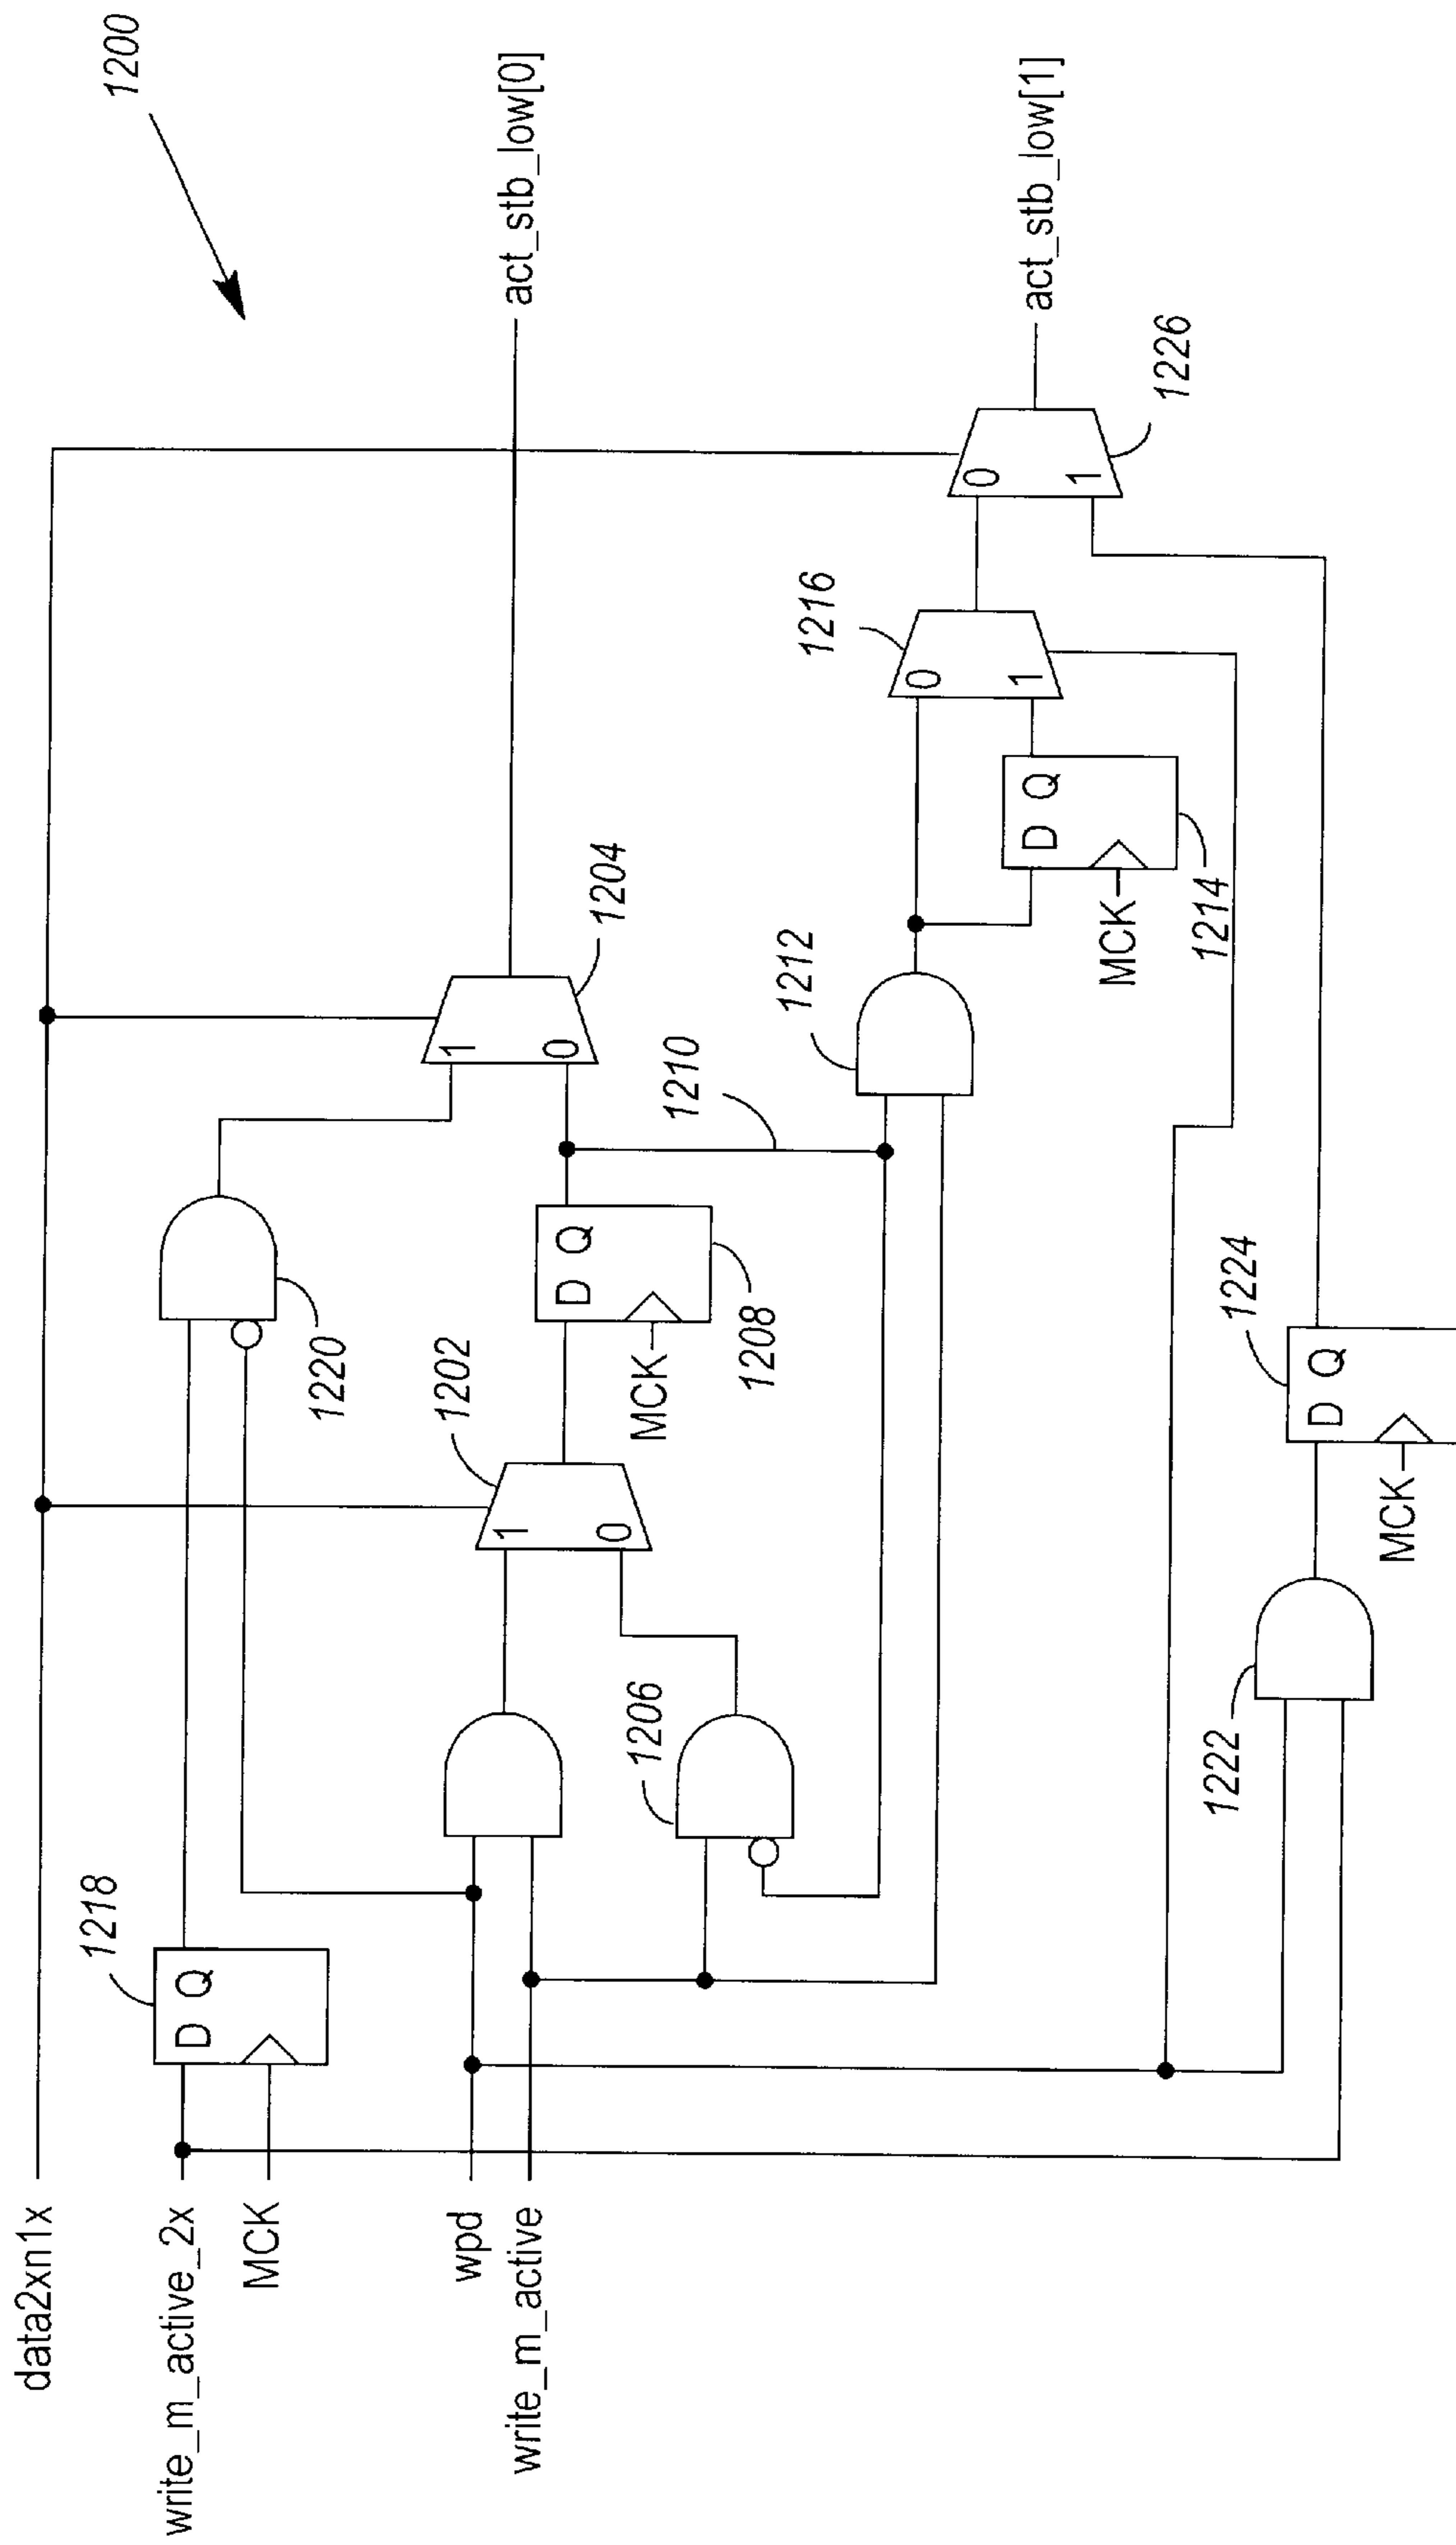 1200
data2xn1x
write_m_active_2x
MCK
wpd
write_m_active
1218
D Q
1220
1202
1 0
1206
D Q
MCK
1208
1204
1 0
act_stb_low[0]
1210
1212
D Q
MCK
1214
1216
0 1
1222
D Q
MCK
1224
0 1
1226
act_stb_low[1]